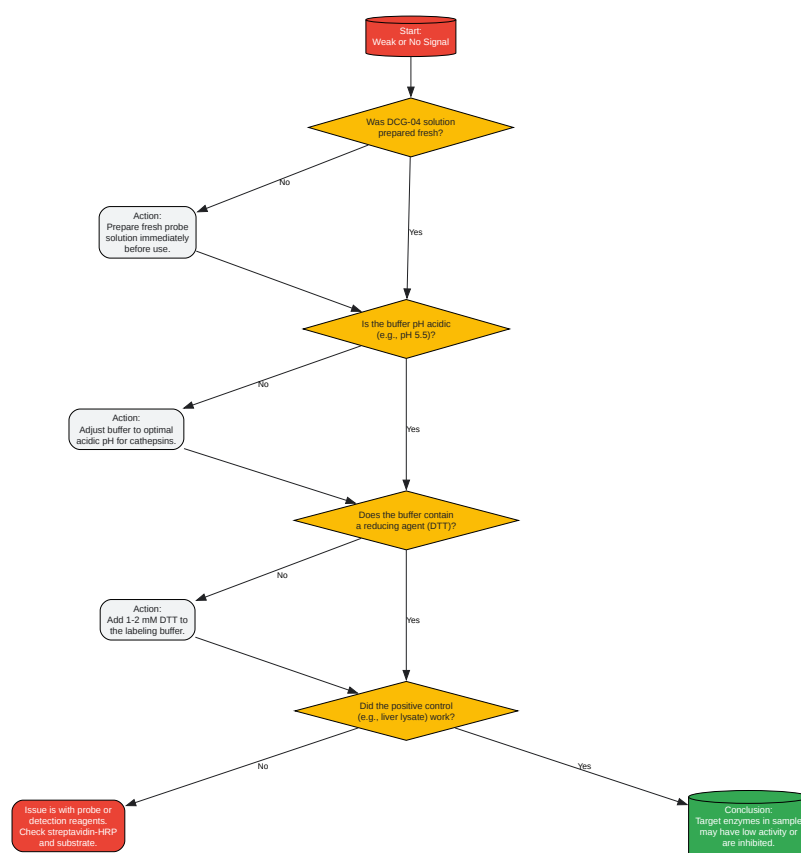 Start:
Weak or No Signal
Was DCG-04 solution
prepared fresh?
No
Yes
Action:
Prepare fresh probe
solution immediately
before use.
Is the buffer pH acidic
(e.g., pH 5.5)?
No
Yes
Action:
Adjust buffer to optimal
acidic pH for cathepsins.
Does the buffer contain
a reducing agent (DTT)?
No
Yes
Action:
Add 1-2 mM DTT to
the labeling buffer.
Did the positive control
(e.g., liver lysate) work?
No
Yes
Issue is with probe or
detection reagents.
Check streptavidin-HRP
and substrate.
Conclusion:
Target enzymes in sample
may have low activity or
are inhibited.